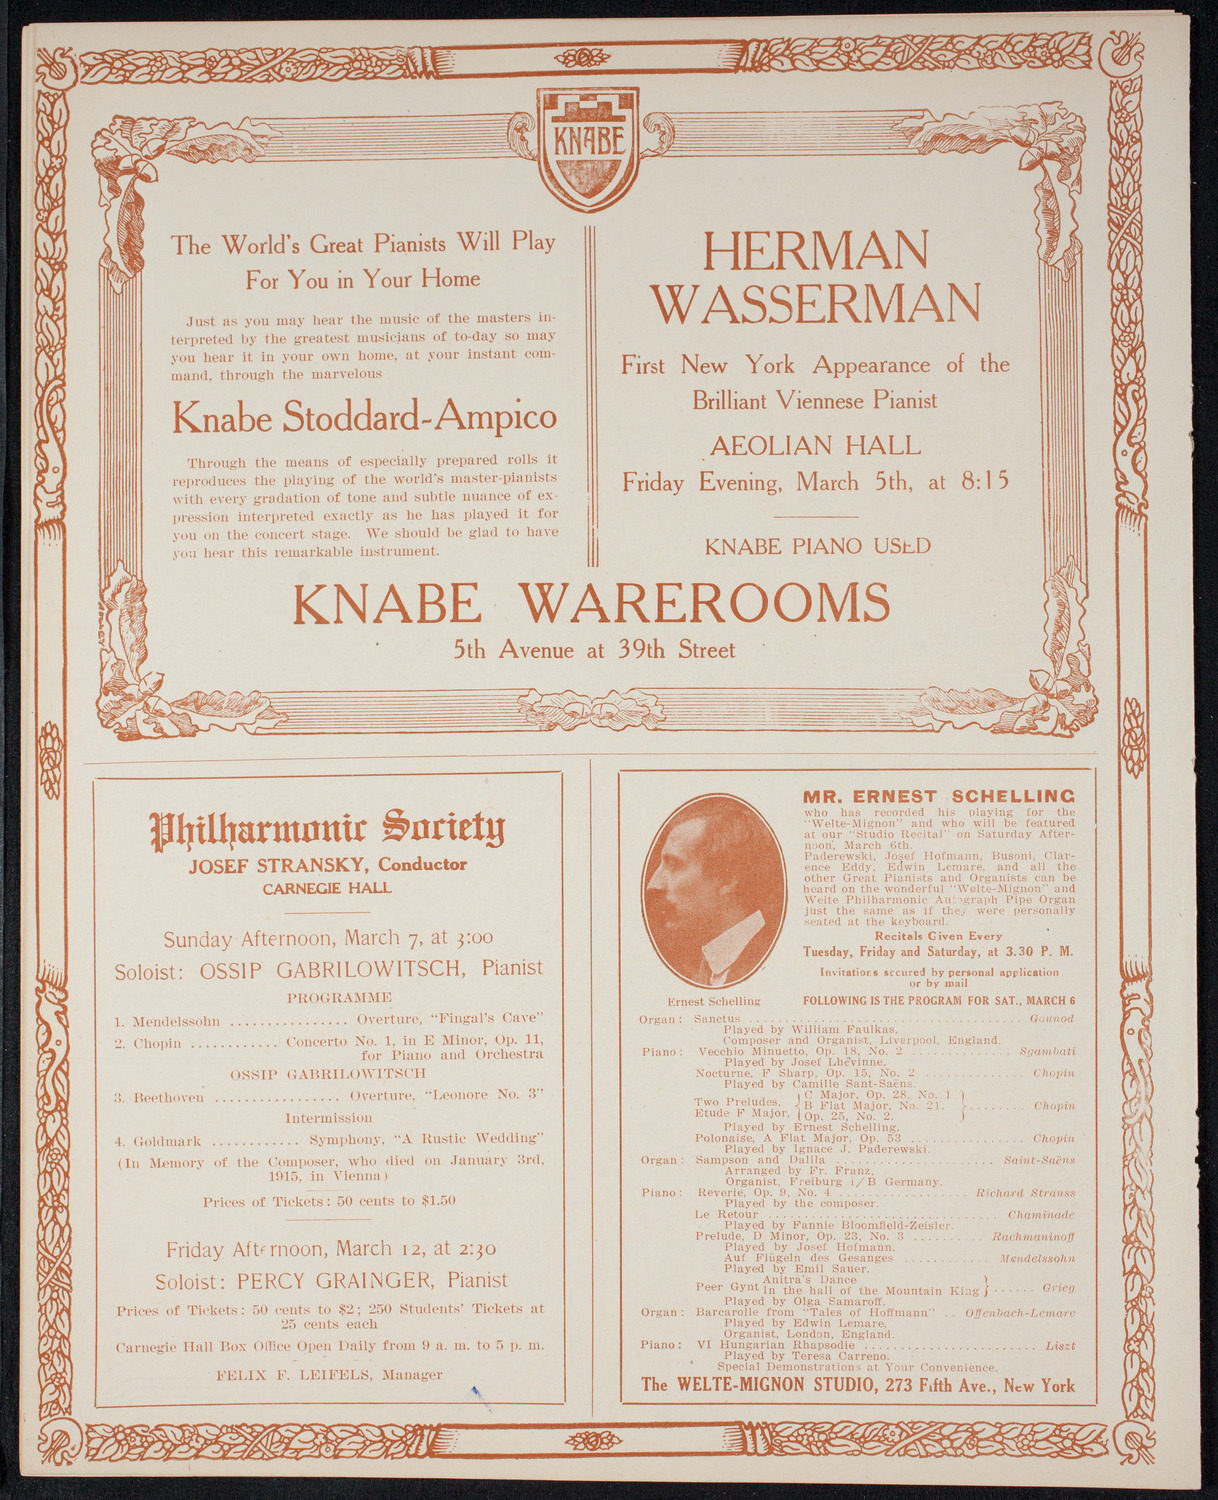 KNABE
The World's Great Pianists Will Play
For You in Your Home
Just as you may hear the music of the masters in-
terpreted by the greatest musicians of to-day so may
you hear it in your own home, at your instant com-
mand, through the marvelous
Knabe Stoddard-Ampico
Through the means of especially prepared rolls it
reproduces the playing of the world's master-pianists
with every gradation of tone and subtle nuance of ex-
pression interpreted exactly as he has played it for
you on the concert stage. We should be glad to have
you hear this remarkable instrument.
HERMAN
WASSERMAN
First New York Appearance of the
Brilliant Viennese Pianist
AEOLIAN HALL
Friday Evening, March 5th, at 8:15
KNABE PIANO USED
KNABE WAREROOMS
5th Avenue at 39th Street
Philharmonic Society
JOSEF STRANSKY, Conductor
CARNEGIE HALL
Sunday Afternoon, March 7, at 3:00
Soloist: OSSIP GABRILOWITSCH, Pianist
PROGRAMME
1. Mendelssohn ................ Overture, "Fingal's Cave"
2. Chopin ............ Concerto No. 1, in E Minor, Op. 11,
for Piano and Orchestra
OSSIP GABRILOWITSCH
3. Beethoven ................. Overture, "Leonore No. 3"
Intermission
4. Goldmark ............ Symphony, "A Rustic Wedding"
(In Memory of the Composer, who died on January 3rd,
1915, in Vienna)
Prices of Tickets: 50 cents to $1.50
Friday Afternoon, March 12, at 2:30
Soloist: PERCY GRAINGER, Pianist
Prices of Tickets: 50 cents to $2; 250 Students' Tickets at
25 cents each
Carnegie Hall Box Office Open Daily from 9 a. m. to 5 p. m.
FELIX F. LEIFELS, Manager
MR. ERNEST SCHELLING
who has recorded his playing for the
"Welte-Mignon" and who will be featured
at our "Studio Recital" on Saturday After-
noon, March 6th.
Paderewski, Josef Hofmann, Busoni, Clar-
ence Eddy, Edwin Lemare, and all the
other Great Pianists and Organists can be
heard on the wonderful "Welte-Mignon" and
Welte Philharmonic Autograph Pipe Organ
just the same as if they were personally
seated at the keyboard.
Recitals Given Every
Tuesday, Friday and Saturday, at 3.30 P. M.
Invitations secured by personal application
or by mail
Ernest Schelling
FOLLOWING IS THE PROGRAM FOR SAT., MARCH 6
Organ: Sanctus ........................................ Gounod
Played by William Faulkas,
Composer and Organist, Liverpool, England.
Piano: Vecchio Minuetto, Op. 18, No. 2 .............. Sgambati
Played by Josef Lhévinne.
Nocturne, F Sharp, Op. 15, No. 2 .............. Chopin
Played by Camille Sant-Saëns.
Two Preludes, { C Major, Op. 28, No. 1
B Flat Major, No. 21. } ........ Chopin
Etude F Major, Op. 25, No. 2.
Played by Ernest Schelling.
Polonaise, A Flat Major, Op. 53 ................ Chopin
Played by Ignace J. Paderewski.
Organ: Sampson and Dalila ....................... Saint-Saëns
Arranged by Fr. Franz,
Organist, Freiburg i/B Germany.
Piano: Reverie, Op. 9, No. 4 .................. Richard Strauss
Played by the composer.
Le Retour ................................ Chaminade
Played by Fannie Bloomfield-Zeisler.
Prelude, D Minor, Op. 23, No. 3 .......... Rachmaninoff
Played by Josef Hofmann.
Auf Flügeln des Gesanges ............ Mendelssohn
Played by Emil Sauer.
Peer Gynt Anitra's Dance
In the hall of the Mountain King } ...... Grieg
Played by Olga Samaroff.
Organ: Barcarolle from "Tales of Hoffmann" .. Offenbach-Lemare
Played by Edwin Lemare,
Organist, London, England.
Piano: VI Hungarian Rhapsodie ........................ Liszt
Played by Teresa Carreno.
Special Demonstrations at Your Convenience.
The WELTE-MIGNON STUDIO, 273 Fifth Ave., New York